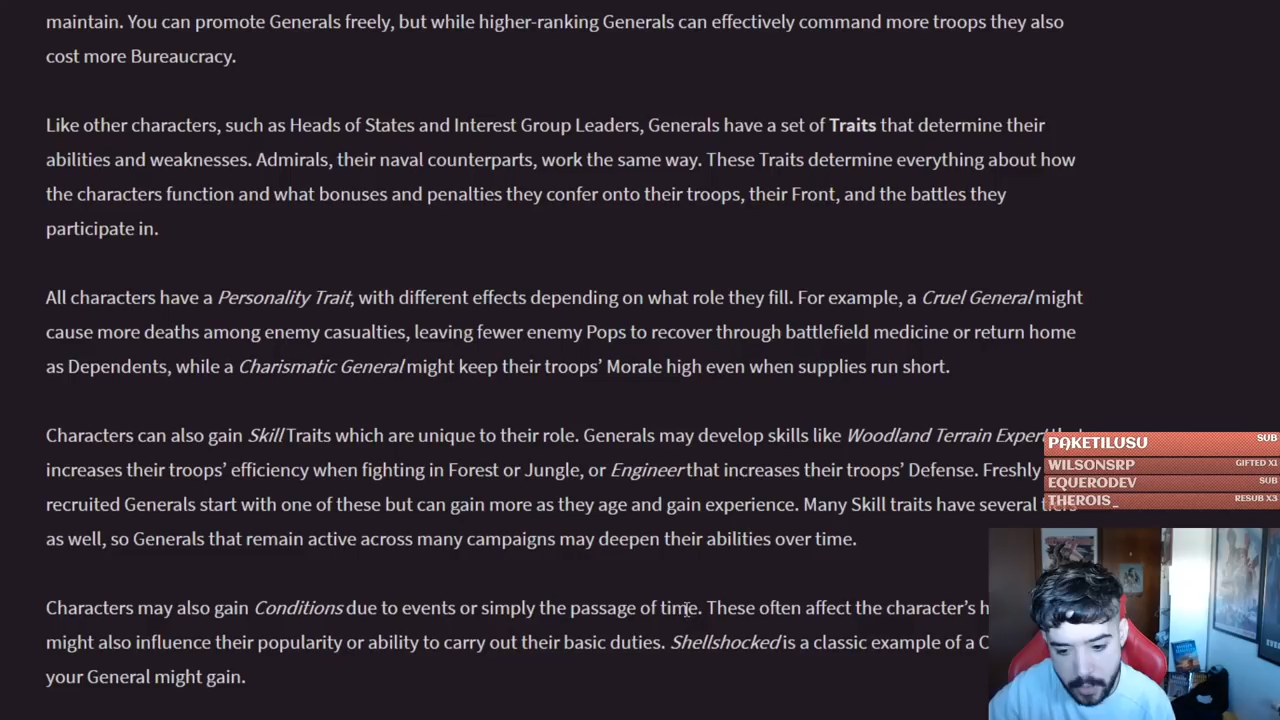 maintain. You can promote Generals freely, but while higher-ranking Generals can effectively command more troops they also
cost more Bureaucracy.
Like other characters, such as Heads of States and Interest Group Leaders, Generals have a set of Traits that determine their
abilities and weaknesses. Admirals, their naval counterparts, work the same way. These Traits determine everything about how
the characters function and what bonuses and penalties they confer onto their troops, their Front, and the battles they
participate in.
All characters have a Personality Trait, with different effects depending on what role they fill. For example, a Cruel General might
cause more deaths among enemy casualties, leaving fewer enemy Pops to recover through battlefield medicine or return home
as Dependents, while a Charismatic General might keep their troops' Morale high even when supplies run short.
Characters can also gain Skill Traits which are unique to their role. Generals may develop skills like Woodland Terrain Expert that
increases their troops' efficiency when fighting in Forest or Jungle, or Engineer that increases their troops' Defense. Freshly
recruited Generals start with one of these but can gain more as they age and gain experience. Many Skill traits have several
as well, so Generals that remain active across many campaigns may deepen their abilities over time.
Characters may also gain Conditions due to events or simply the passage of time. These often affect the character's
might also influence their popularity or ability to carry out their basic duties. Shellshocked is a classic example of a
your General might gain.
PAKETILUSU SUB
WILSONSRP GIFTED X1
EQUERODEV SUB
THEROIS_ RESUB X3